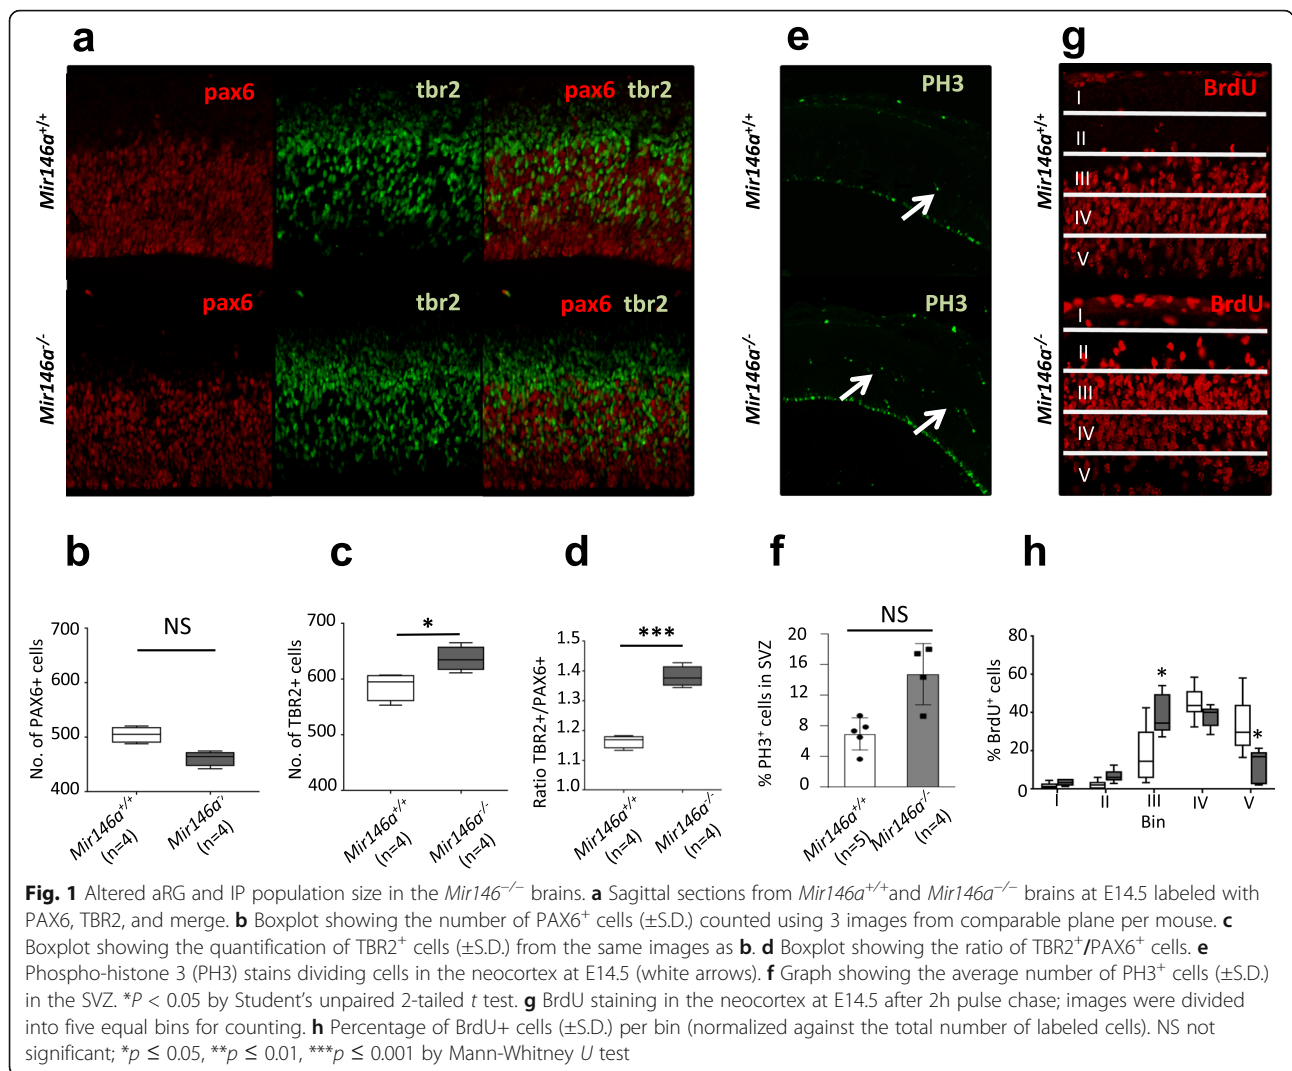 a
e
g
pax6
tbr2
pax6 tbr2
PH3
BrdU
Mir146a+/+
Mir146a+/+
Mir146a+/+
I
II
III
IV
V
pax6
tbr2
pax6 tbr2
PH3
BrdU
Mir146a-/-
Mir146a-/-
Mir146a-/-
I
II
III
IV
V
b
c
d
f
h
No. of PAX6+ cells
700
600
500
400
NS
Mir146a+/+
(n=4)
Mir146a-/
(n=4)
No. of TBR2+ cells
700
600
500
400
*
Mir146a+/+
(n=4)
Mir146a-/-
(n=4)
Ratio TBR2+/PAX6+
1.5
1.4
1.3
1.2
1.1
1.0
***
Mir146a+/+
(n=4)
Mir146a-/-
(n=4)
% PH3+ cells in SVZ
20
16
12
8
4
0
NS
Mir146a+/+
(n=5)
Mir146a-/-
(n=4)
% BrdU+ cells
80
60
40
20
0
*
*
I
II
III
IV
V
Bin
Fig. 1 Altered aRG and IP population size in the Mir146−/− brains. a Sagittal sections from Mir146a+/+and Mir146a−/− brains at E14.5 labeled with
PAX6, TBR2, and merge. b Boxplot showing the number of PAX6+ cells (±S.D.) counted using 3 images from comparable plane per mouse. c
Boxplot showing the quantification of TBR2+ cells (±S.D.) from the same images as b. d Boxplot showing the ratio of TBR2+/PAX6+ cells. e
Phospho-histone 3 (PH3) stains dividing cells in the neocortex at E14.5 (white arrows). f Graph showing the average number of PH3+ cells (±S.D.)
in the SVZ. *P < 0.05 by Student's unpaired 2-tailed t test. g BrdU staining in the neocortex at E14.5 after 2h pulse chase; images were divided
into five equal bins for counting. h Percentage of BrdU+ cells (±S.D.) per bin (normalized against the total number of labeled cells). NS not
significant; *p ≤ 0.05, **p ≤ 0.01, ***p ≤ 0.001 by Mann-Whitney U test